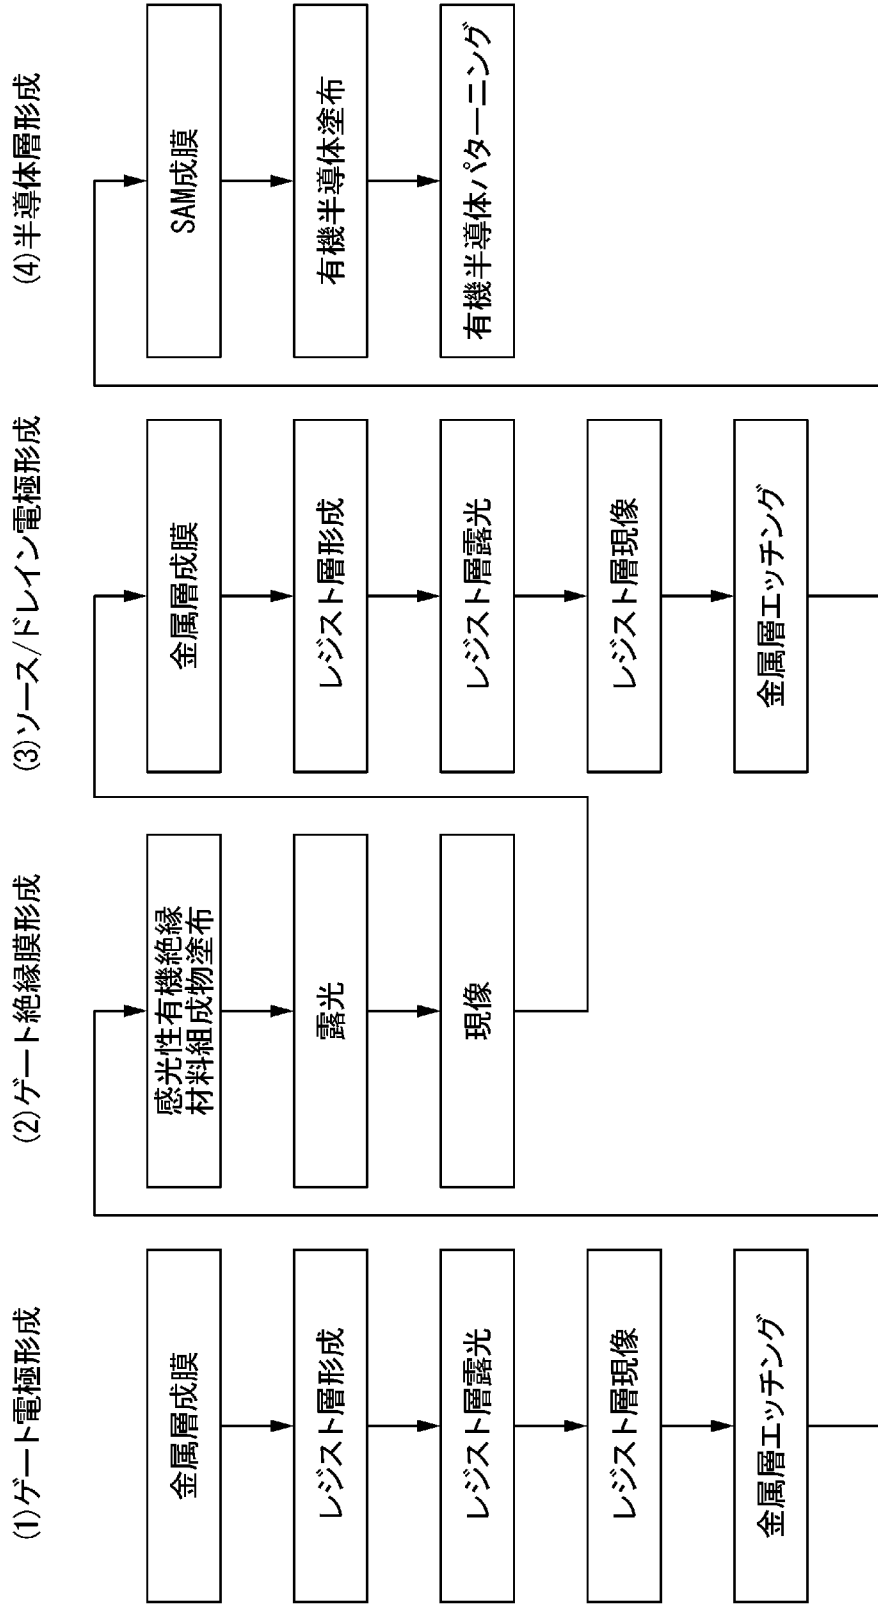 (1)ゲート電極形成
金属層成膜
レジスト層形成
レジスト層露光
レジスト層現像
金属層エッチング
(2)ゲート絶縁膜形成
感光性有機絶縁
材料組成物塗布
露光
現像
(3)ソース/ドレイン電極形成
金属層成膜
レジスト層形成
レジスト層露光
レジスト層現像
金属層エッチング
(4)半導体層形成
SAM成膜
有機半導体塗布
有機半導体パターニング